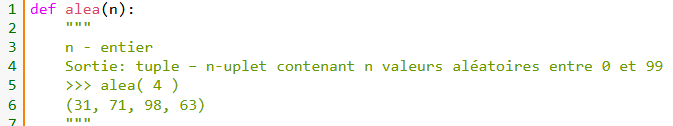 1 def alea(n):
2     """
3     n - entier
4     Sortie: tuple – n-uplet contenant n valeurs aléatoires entre 0 et 99
5     >>> alea( 4 )
6     (31, 71, 98, 63)
7     """